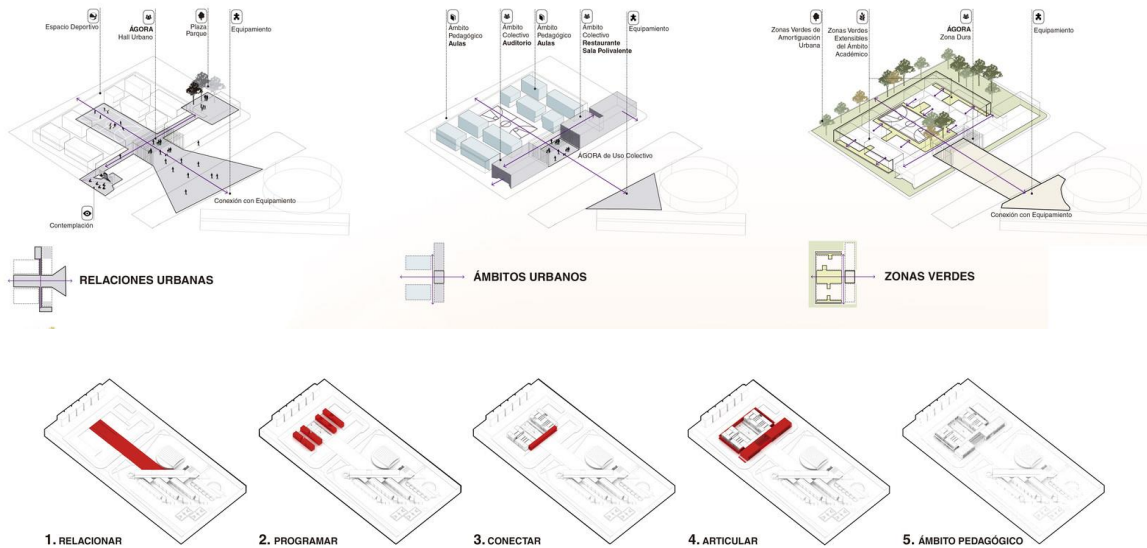 Espacio Deportivo
ÁGORA
Hall Urbano
Plaza
Parque
Equipamiento
Conexión con Equipamiento
Contemplación
RELACIONES URBANAS
Ámbito
Pedagógico
Aulas
Ámbito
Colectivo
Auditorio
Ámbito
Pedagógico
Aulas
Ámbito
Colectivo
Restaurante
Sala Polivalente
Equipamiento
ÁGORA de Uso Colectivo
ÁMBITOS URBANOS
Zonas Verdes de
Amortiguación
Urbana
Zonas Verdes
Extensibles
del Ámbito
Académico
ÁGORA
Zona Dura
Equipamiento
Conexión con Equipamiento
ZONAS VERDES
1. RELACIONAR
2. PROGRAMAR
3. CONECTAR
4. ARTICULAR
5. ÁMBITO PEDAGÓGICO